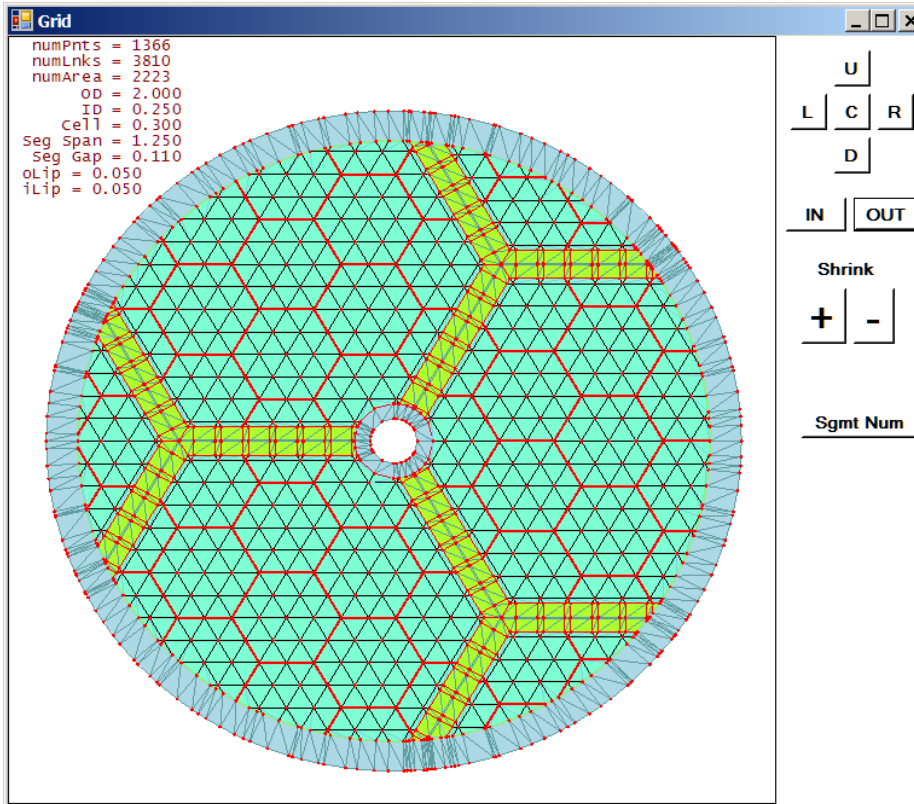 Grid
numPnts = 1366
numLnks = 3810
numArea = 2223
OD = 2.000
ID = 0.250
Cell = 0.300
Seg Span = 1.250
Seg Gap = 0.110
oLip = 0.050
iLip = 0.050
U
L C R
D
IN OUT
Shrink
+ -
Sgmt Num